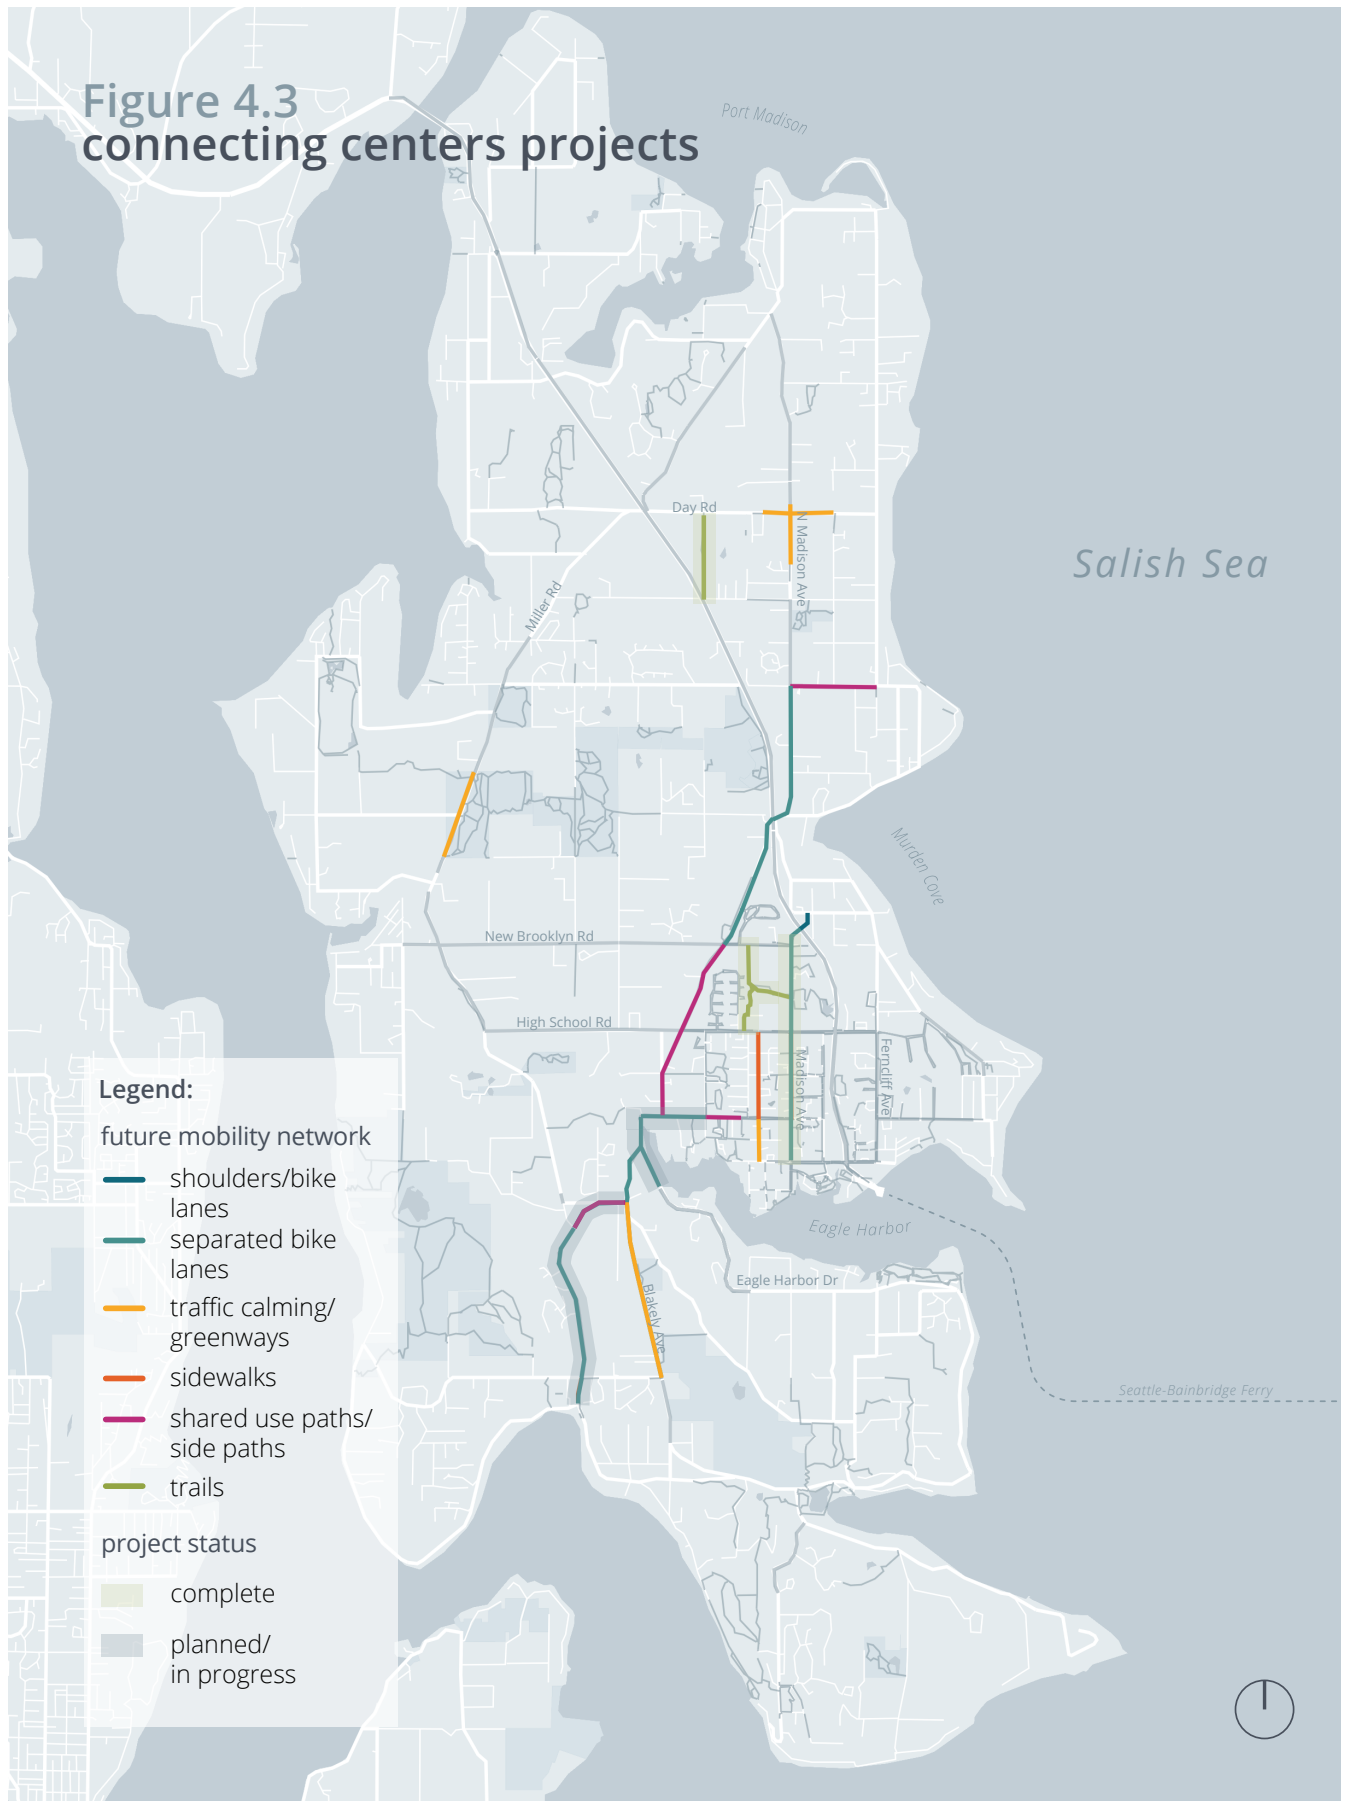 Figure 4.3
connecting centers projects
Port Madison
Day Rd
N Madison Ave
Salish Sea
Miller Rd
Murden Cove
New Brooklyn Rd
High School Rd
Ferncliff Ave
Madison Ave
Eagle Harbor
Eagle Harbor Dr
Blakely Ave
Seattle-Bainbridge Ferry
Legend:
future mobility network
shoulders/bike
lanes
separated bike
lanes
traffic calming/
greenways
sidewalks
shared use paths/
side paths
trails
project status
complete
planned/
in progress